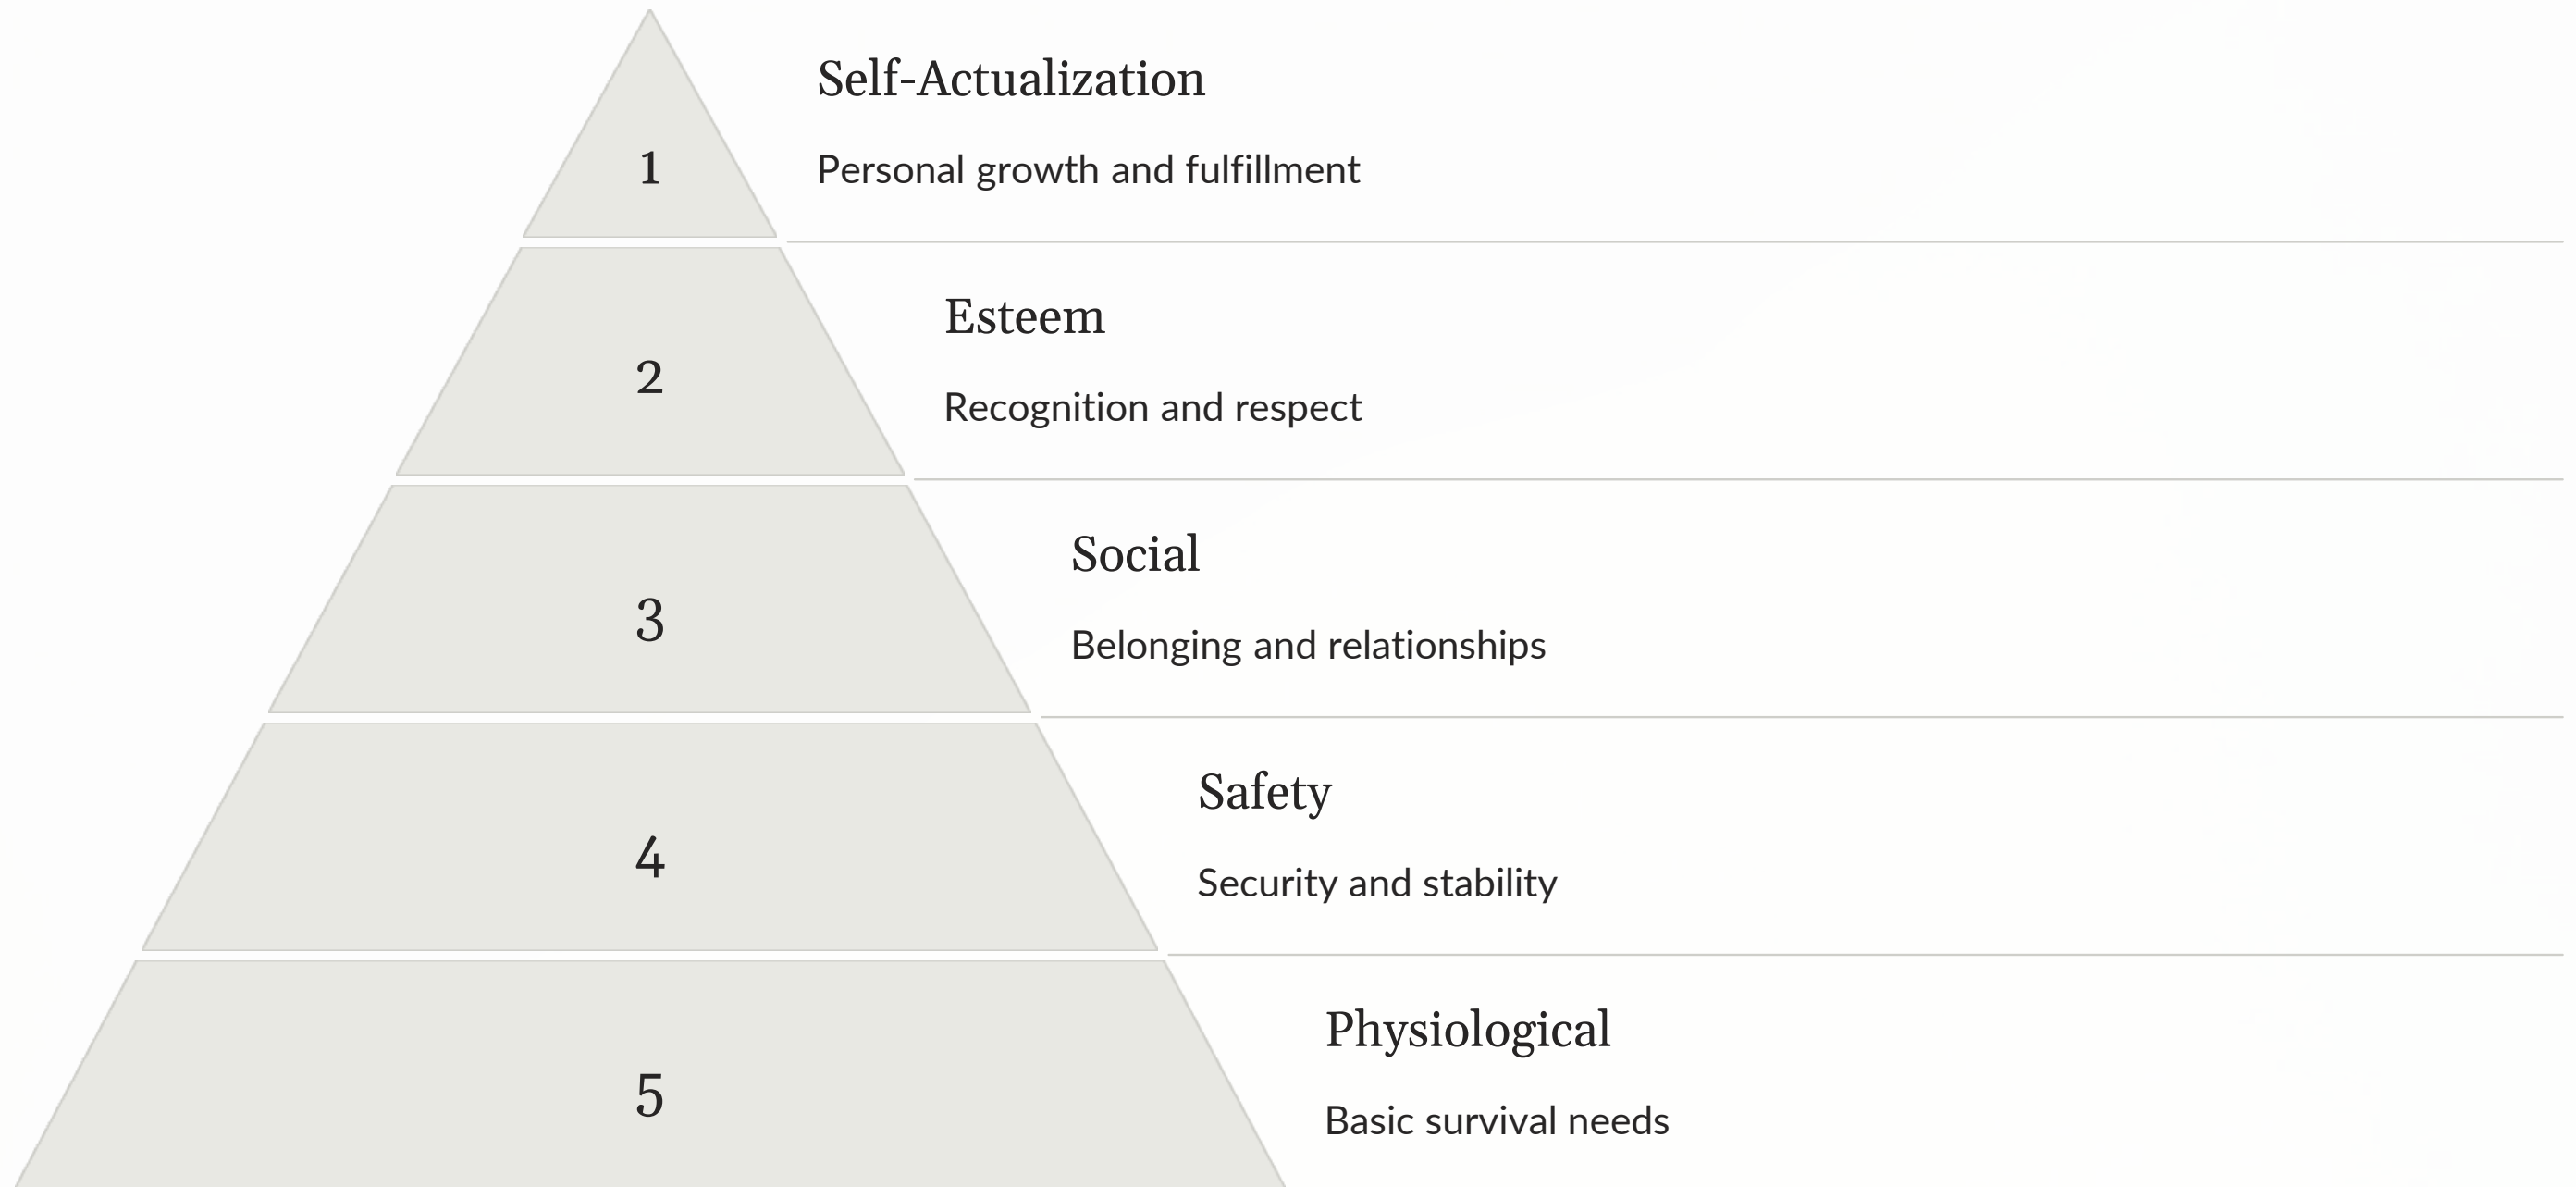 Self-Actualization
1
Personal growth and fulfillment
Esteem
2
Recognition and respect
Social
3
Belonging and relationships
Safety
4
Security and stability
Physiological
5
Basic survival needs